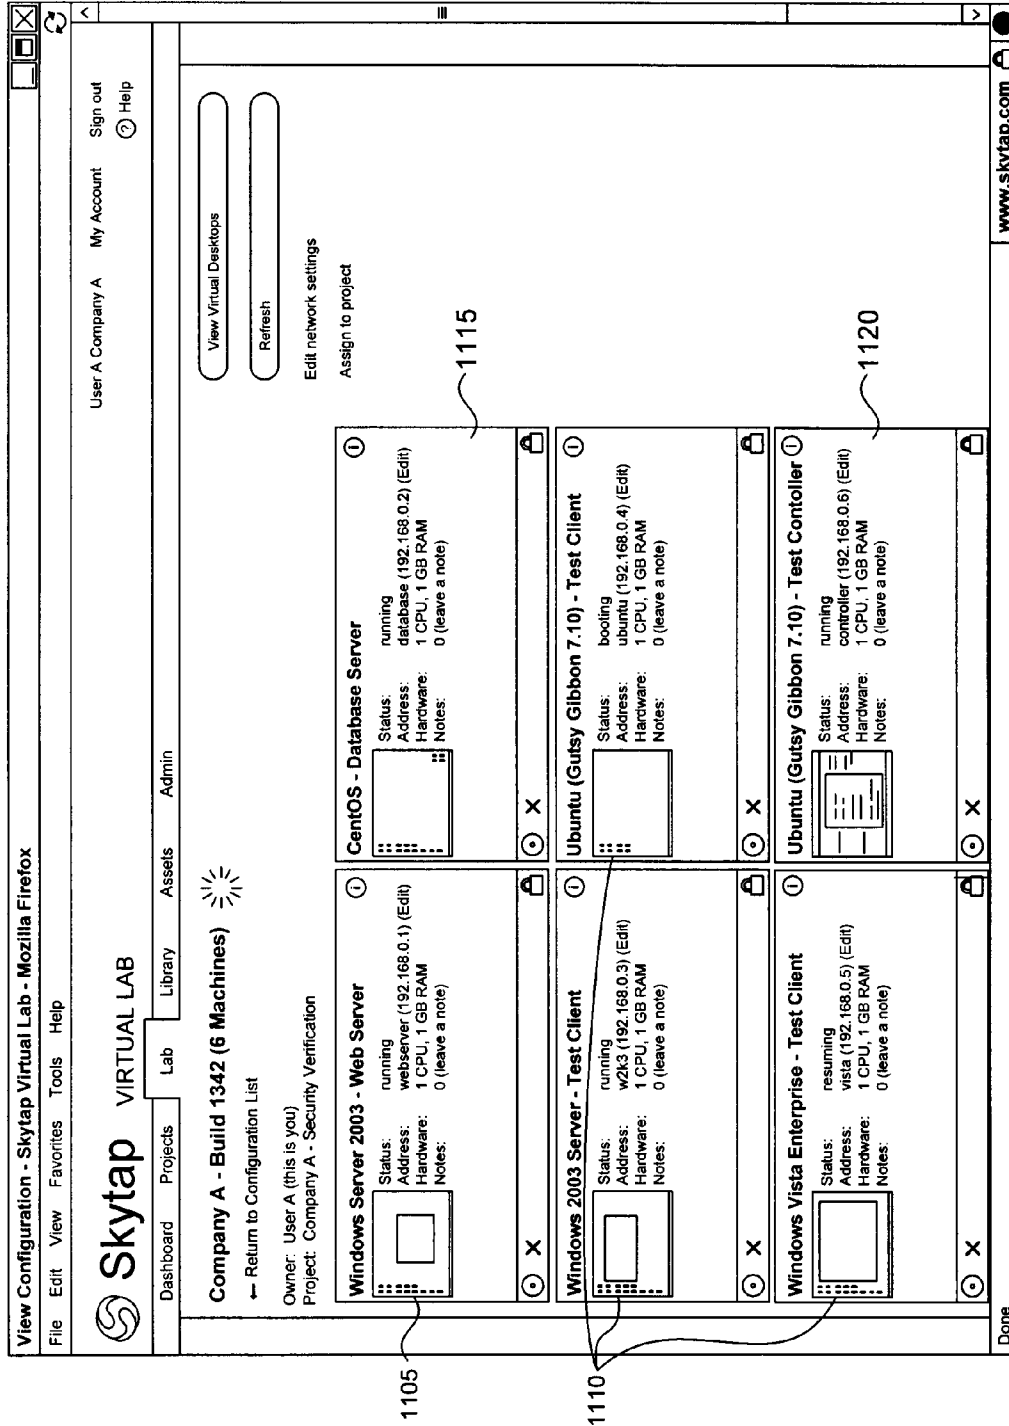 View Configuration - Skytap Virtual Lab - Mozilla Firefox
File Edit View Favorites Tools Help
Skytap VIRTUAL LAB
User A Company A My Account Sign out
? Help
Dashboard Projects Lab Library Assets Admin
Company A - Build 1342 (6 Machines)
← Return to Configuration List
Owner: User A (this is you)
Project: Company A - Security Verification
View Virtual Desktops
Refresh
Edit network settings
Assign to project
Windows Server 2003 - Web Server
Status: running
Address: webserver (192.168.0.1) (Edit)
Hardware: 1 CPU, 1 GB RAM
Notes: 0 (leave a note)
CentOS - Database Server
Status: running
Address: database (192.168.0.2) (Edit)
Hardware: 1 CPU, 1 GB RAM
Notes: 0 (leave a note)
Windows 2003 Server - Test Client
Status: running
Address: w2k3 (192.168.0.3) (Edit)
Hardware: 1 CPU, 1 GB RAM
Notes: 0 (leave a note)
Ubuntu (Gutsy Gibbon 7.10) - Test Client
Status: booting
Address: ubuntu (192.168.0.4) (Edit)
Hardware: 1 CPU, 1 GB RAM
Notes: 0 (leave a note)
Windows Vista Enterprise - Test Client
Status: resuming
Address: vista (192.168.0.5) (Edit)
Hardware: 1 CPU, 1 GB RAM
Notes: 0 (leave a note)
Ubuntu (Gutsy Gibbon 7.10) - Test Contoller
Status: running
Address: controller (192.168.0.6) (Edit)
Hardware: 1 CPU, 1 GB RAM
Notes: 0 (leave a note)
Done
www.skytap.com
1105
1110
1115
1120